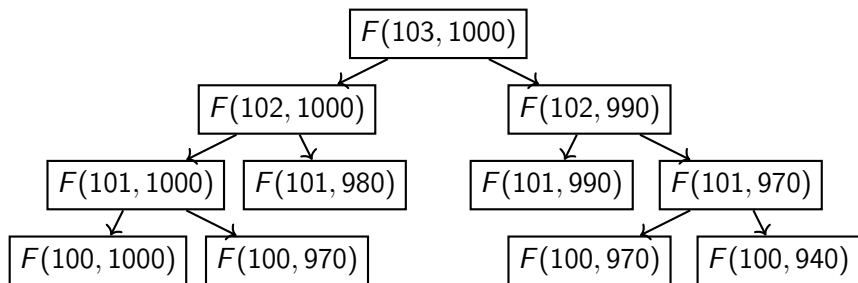 F(103, 1000)
F(102, 1000) F(102, 990)
F(101, 1000) F(101, 980) F(101, 990) F(101, 970)
F(100, 1000) F(100, 970) F(100, 970) F(100, 940)